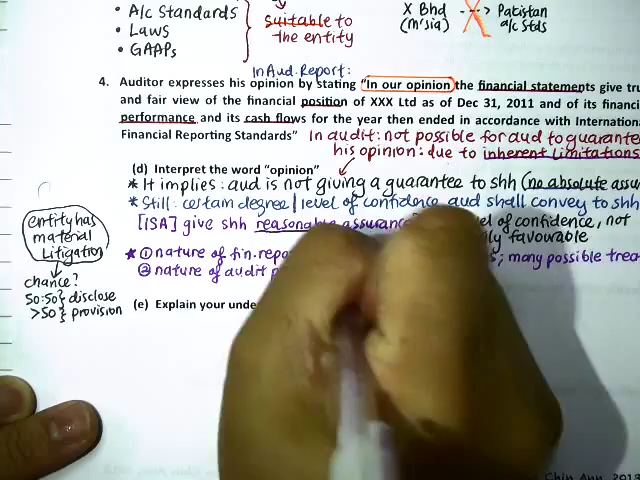 • A/c Standards
• Laws
• GAAPs
suitable to
the entity
X Bhd
(m'sia)
Pakistan
a/c Stds
In Aud. Report:
4. Auditor expresses his opinion by stating "In our opinion the financial statements give tru
and fair view of the financial position of XXX Ltd as of Dec 31, 2011 and of its financi
performance and its cash flows for the year then ended in accordance with Internation
Financial Reporting Standards"
In audit: not possible for aud to guarantee
his opinion: due to inherent limitations
(d) Interpret the word "opinion"
* It implies: aud is not giving a guarantee to shh (no absolute assu
* Still: certain degree/level of confidence aud shall convey to shh
[ISA] give shh reasonable assurance
el of confidence, not
ly favourable
* ① nature of fin. repo
s; many possible trea
② nature of audit p
entity has
material
Litigation
chance?
50:50 } disclose
>50 } provision
(e) Explain your unde
Chin Ann, 2018